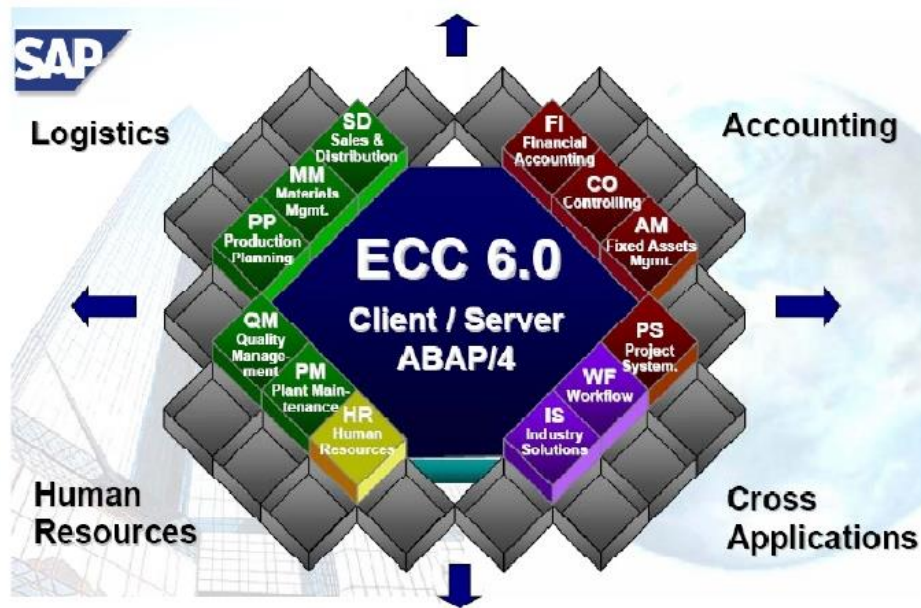 SAP
Logistics
Accounting
SD
Sales &
Distribution
MM
Materials
Mgmt.
PP
Production
Planning
FI
Financial
Accounting
CO
Controlling
AM
Fixed Assets
Mgmt.
ECC 6.0
Client / Server
ABAP/4
QM
Quality
Manage-
ment
PM
Plant Main-
tenance
HR
Human
Resources
PS
Project
System.
WF
Workflow
IS
Industry
Solutions
Human
Resources
Cross
Applications